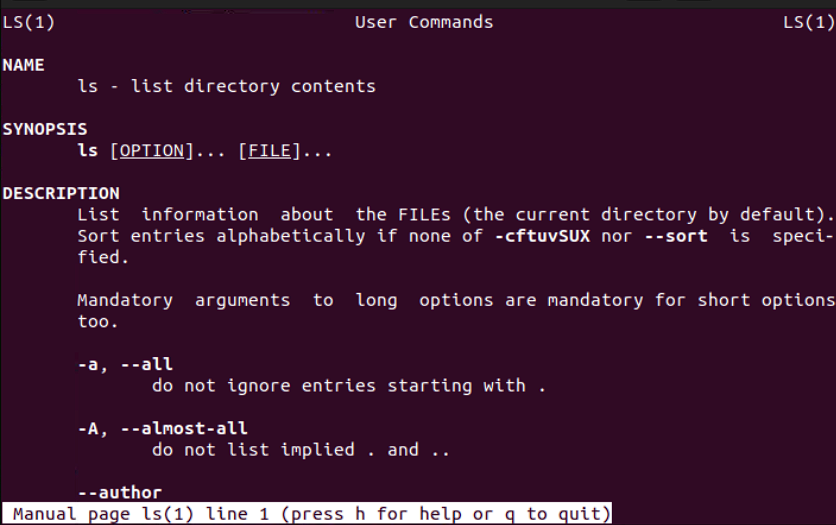 LS(1) User Commands LS(1)
NAME
ls - list directory contents
SYNOPSIS
ls [OPTION]... [FILE]...
DESCRIPTION
List information about the FILEs (the current directory by default).
Sort entries alphabetically if none of -cftuvSUX nor --sort is speci-
fied.
Mandatory arguments to long options are mandatory for short options
too.
-a, --all
do not ignore entries starting with .
-A, --almost-all
do not list implied . and ..
--author
Manual page ls(1) line 1 (press h for help or q to quit)